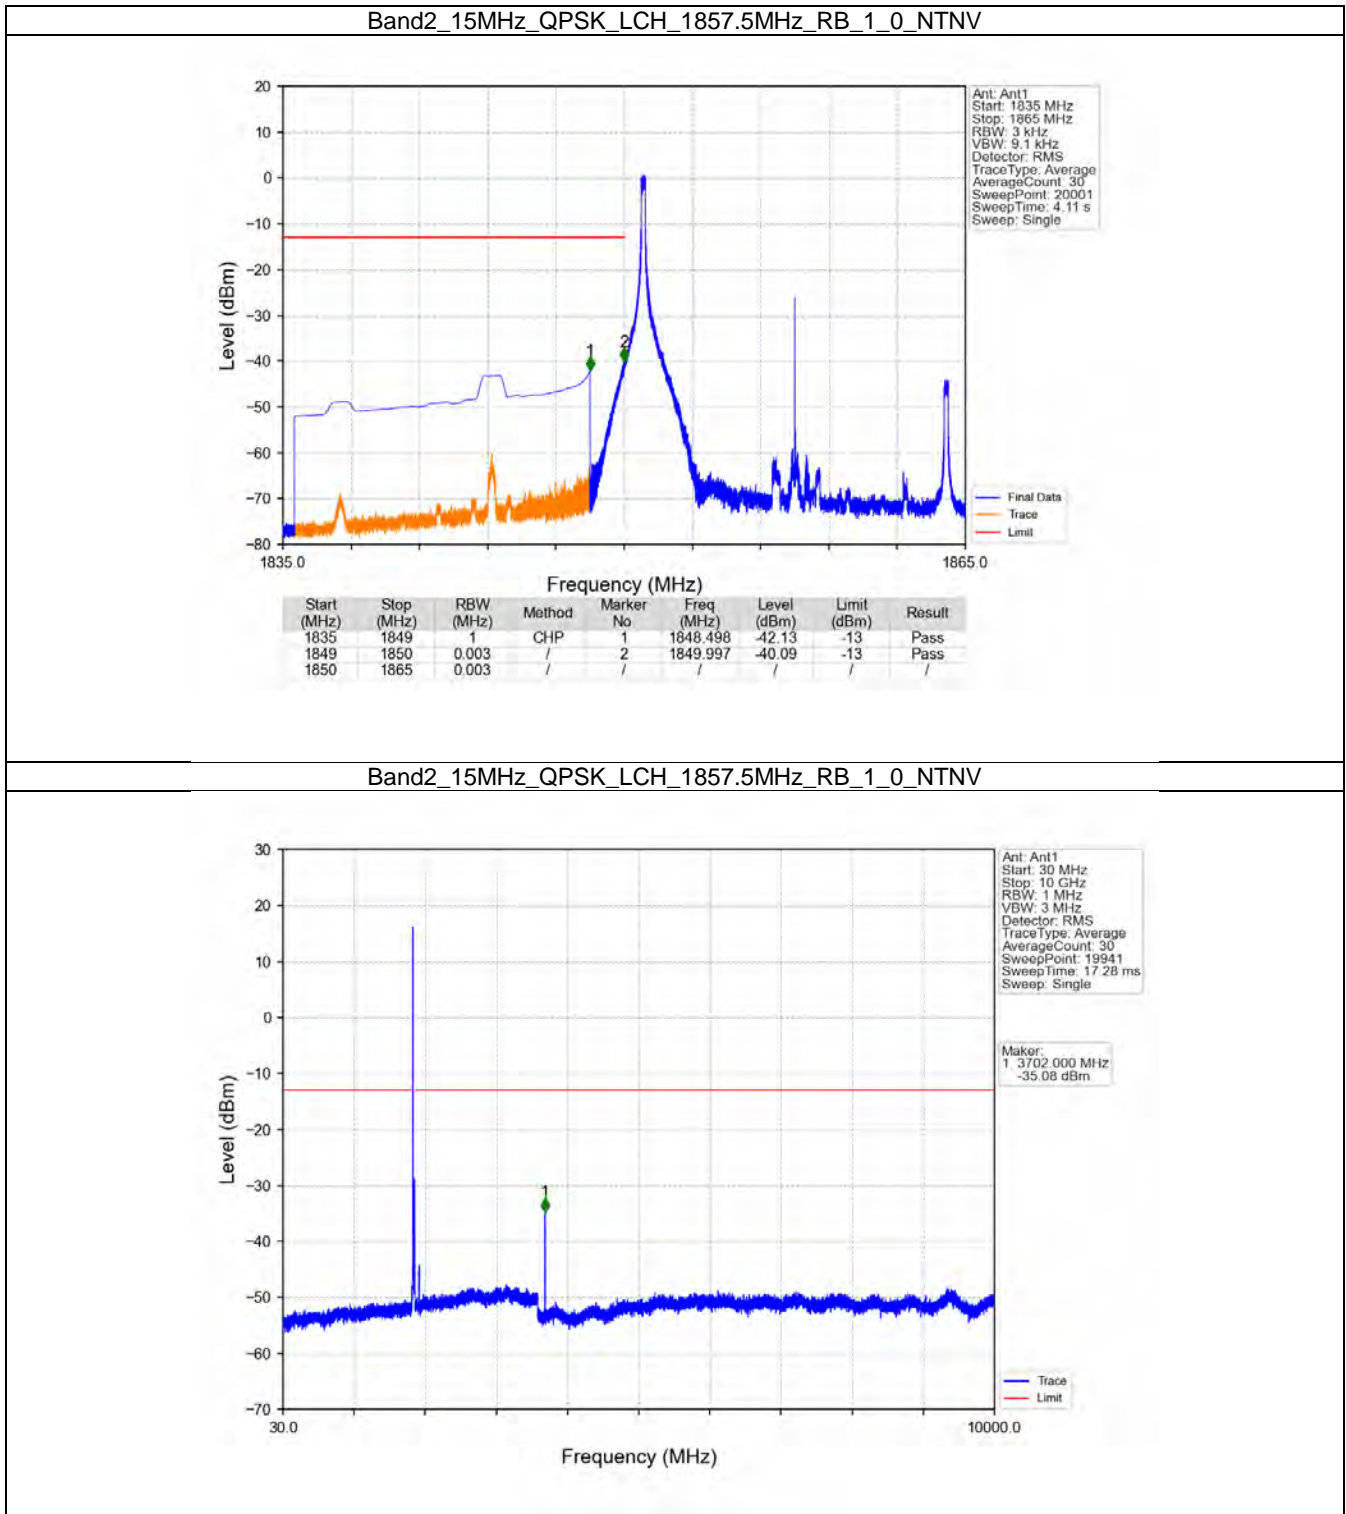 Band2_15MHz_QPSK_LCH_1857.5MHz_RB_1_0_NTNV
20
10
0
−10
−20
−30
−40
−50
−60
−70
−80
Level (dBm)
1
2
1835.0
1865.0
Frequency (MHz)
Ant: Ant1
Start: 1835 MHz
Stop: 1865 MHz
RBW: 3 kHz
VBW: 9.1 kHz
Detector: RMS
TraceType: Average
AverageCount: 30
SweepPoint: 20001
SweepTime: 4.11 s
Sweep: Single
Final Data
Trace
Limit
Start (MHz) Stop (MHz) RBW (MHz) Method Marker No Freq (MHz) Level (dBm) Limit (dBm) Result
1835 1849 1 CHP 1 1848.498 -42.13 -13 Pass
1849 1850 0.003 / 2 1849.997 -40.09 -13 Pass
1850 1865 0.003 / / / / / /
Band2_15MHz_QPSK_LCH_1857.5MHz_RB_1_0_NTNV
30
20
10
0
−10
−20
−30
−40
−50
−60
−70
Level (dBm)
1
30.0
10000.0
Frequency (MHz)
Ant: Ant1
Start: 30 MHz
Stop: 10 GHz
RBW: 1 MHz
VBW: 3 MHz
Detector: RMS
TraceType: Average
AverageCount: 30
SweepPoint: 19941
SweepTime: 17.28 ms
Sweep: Single
Maker:
1 3702.000 MHz
-35.08 dBm
Trace
Limit